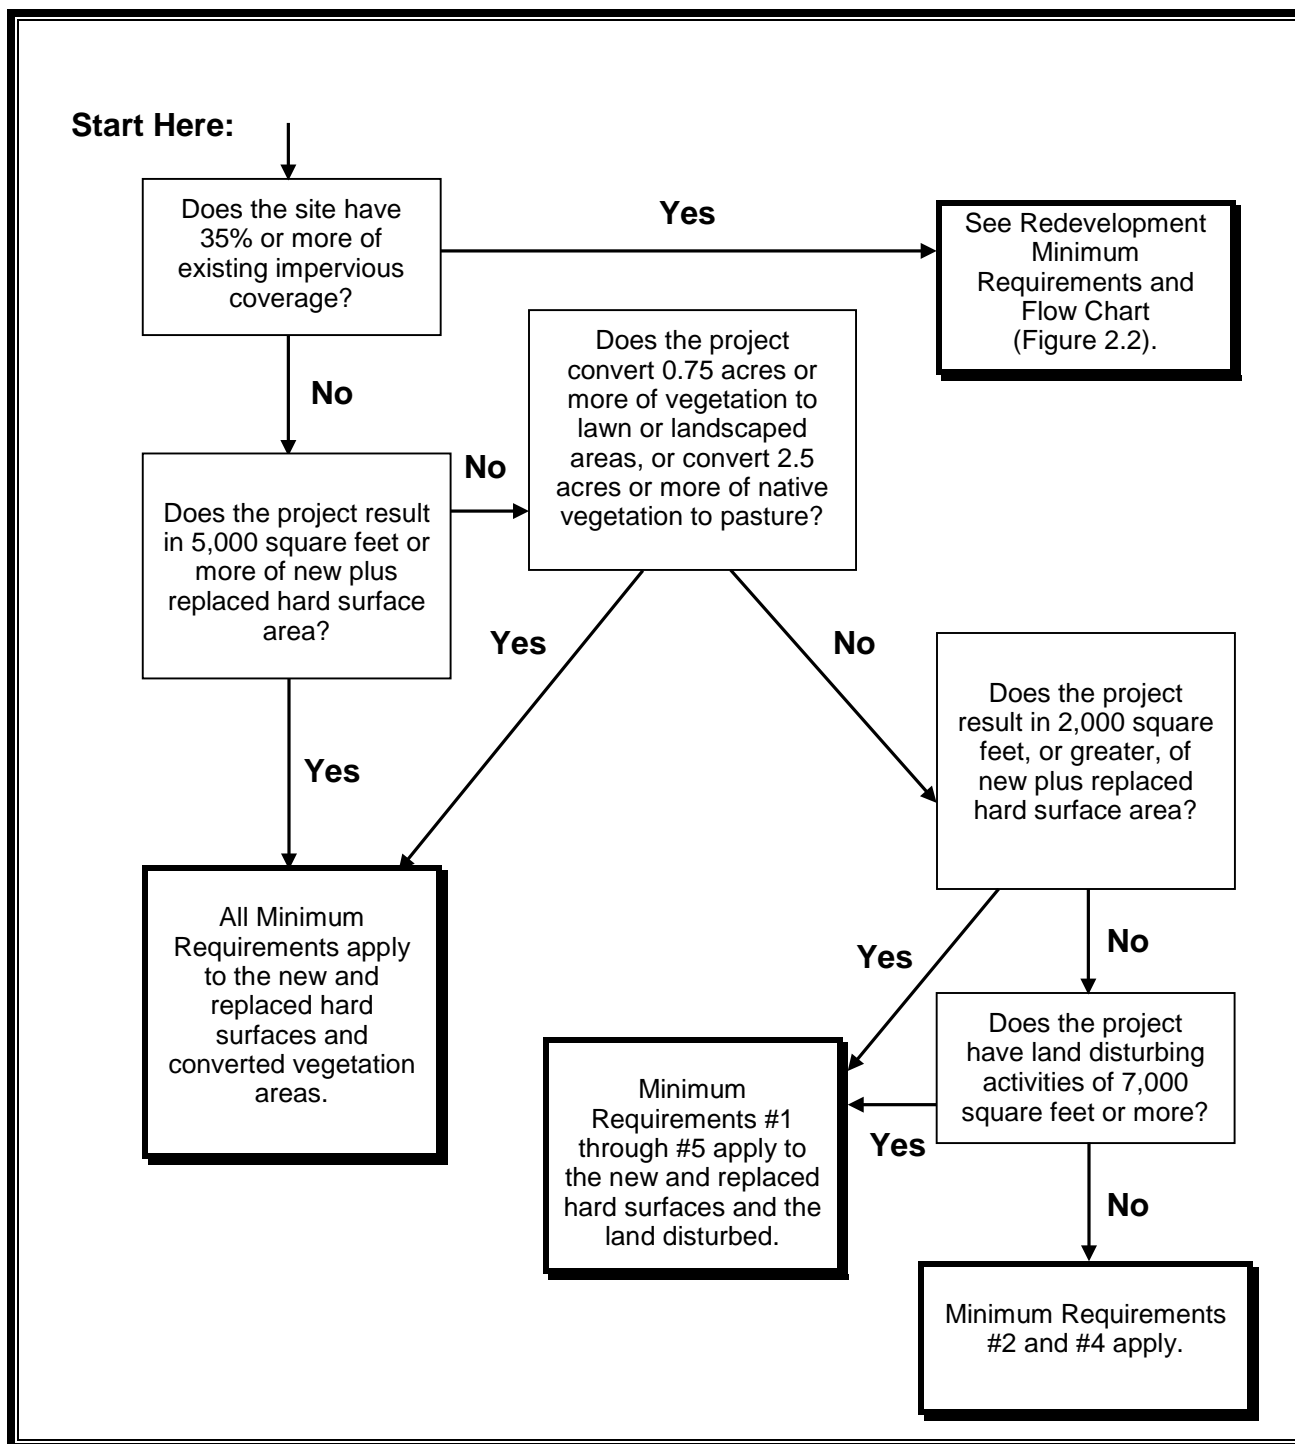 Start Here:
Does the site have
35% or more of
existing impervious
coverage?
Yes
See Redevelopment
Minimum
Requirements and
Flow Chart
(Figure 2.2).
No
Does the project
convert 0.75 acres or
more of vegetation to
lawn or landscaped
areas, or convert 2.5
acres or more of native
vegetation to pasture?
No
Does the project result
in 5,000 square feet or
more of new plus
replaced hard surface
area?
Yes
No
Does the project
result in 2,000 square
feet, or greater, of
new plus replaced
hard surface area?
Yes
All Minimum
Requirements apply
to the new and
replaced hard
surfaces and
converted vegetation
areas.
Yes
No
Does the project
have land disturbing
activities of 7,000
square feet or more?
Minimum
Requirements #1
through #5 apply to
the new and replaced
hard surfaces and the
land disturbed.
Yes
No
Minimum Requirements
#2 and #4 apply.